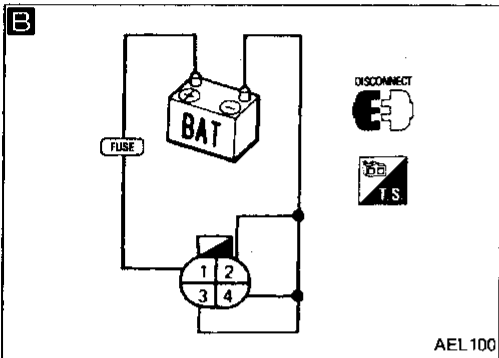 B
DISCONNECT
+ −
BAT
FUSE
T.S.
1 2
3 4
AEL100